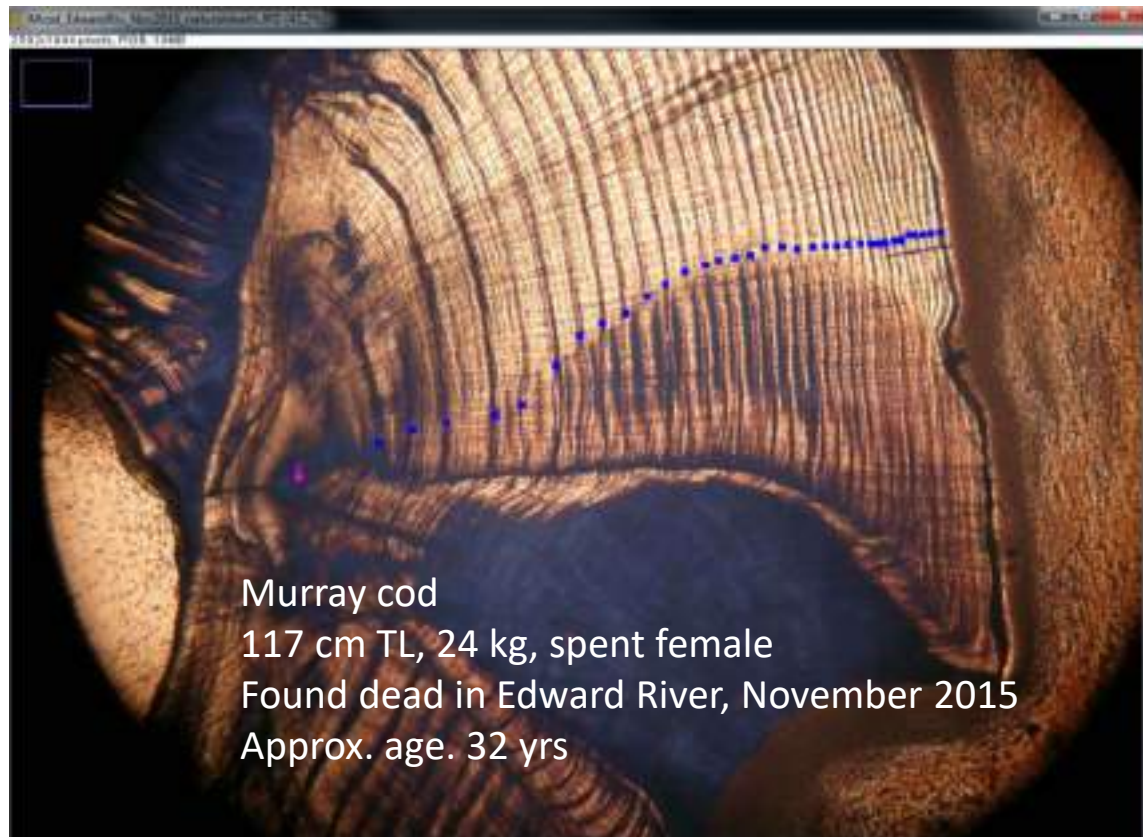 Murray cod
117 cm TL, 24 kg, spent female
Found dead in Edward River, November 2015
Approx. age. 32 yrs